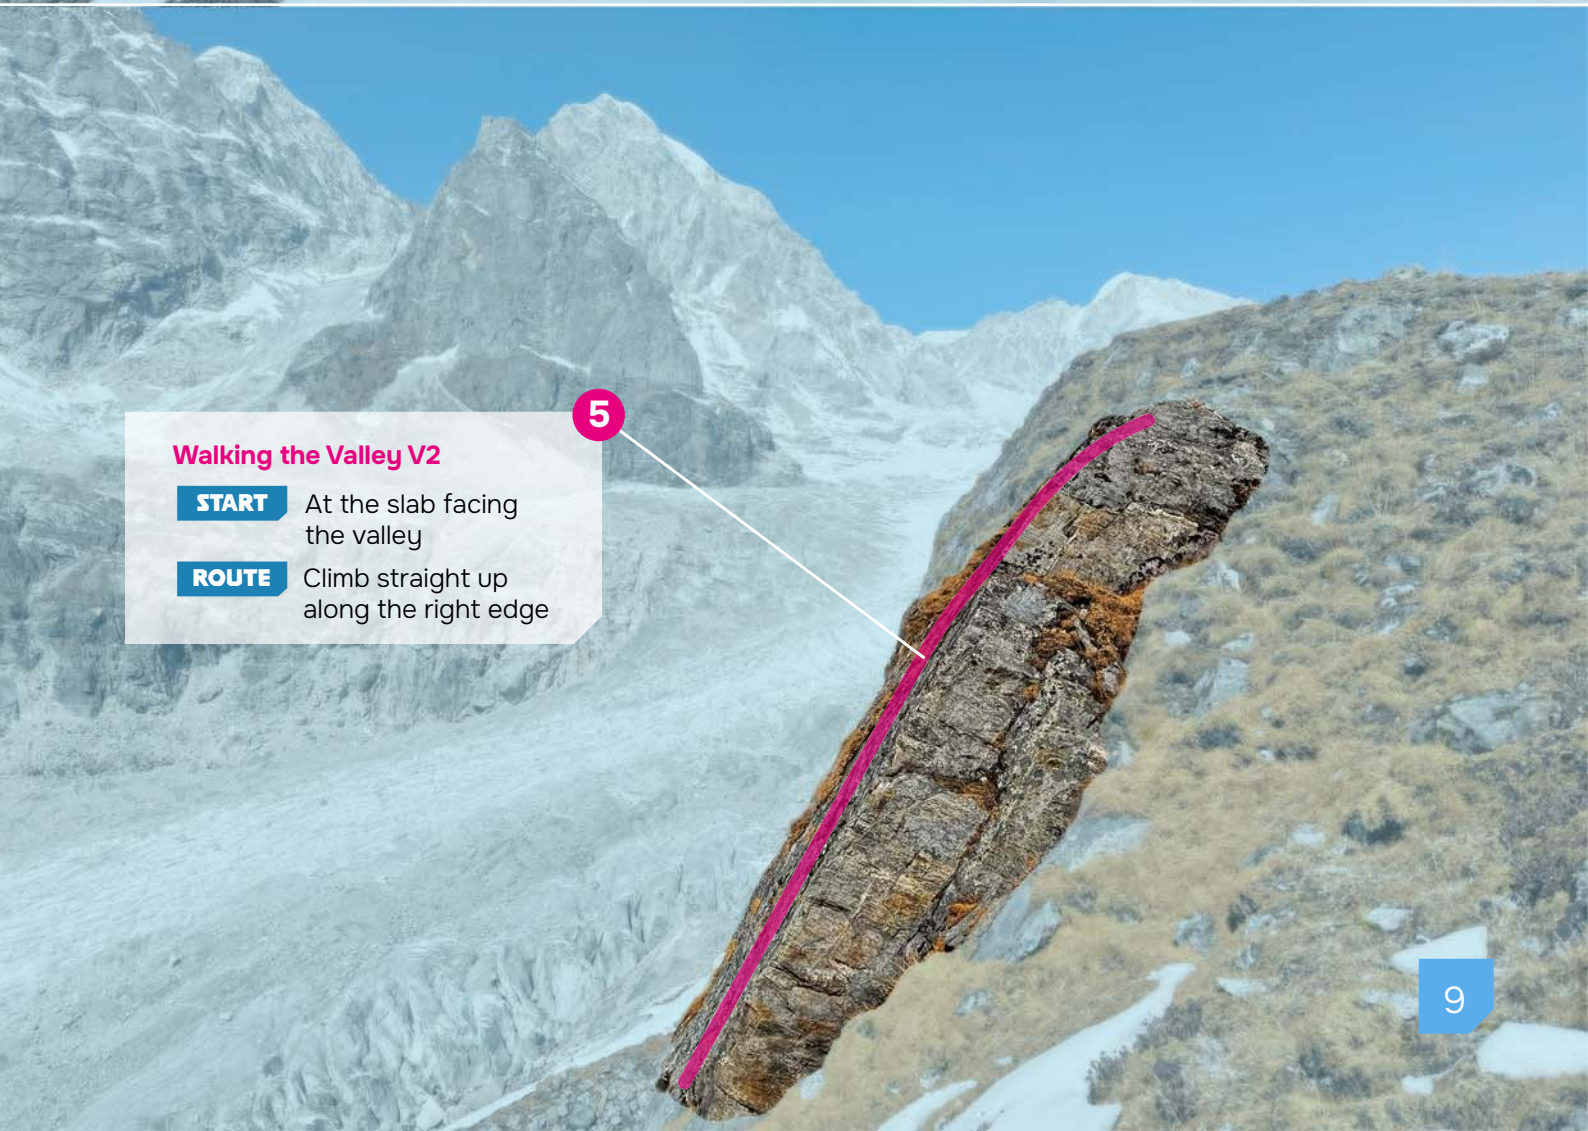 5
Walking the Valley V2
START At the slab facing
the valley
ROUTE Climb straight up
along the right edge
9